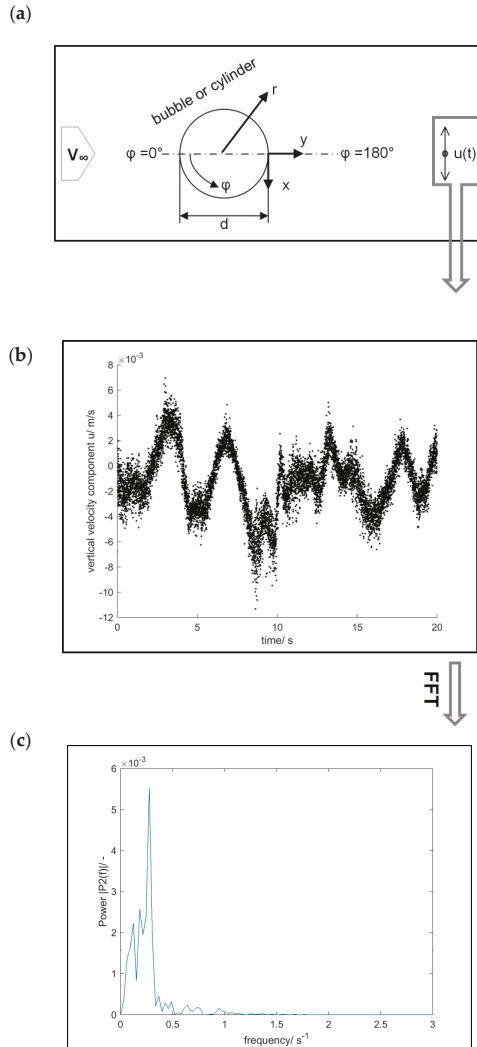 (a)
bubble or cylinder
r
V∞
φ =0°
y
φ =180°
u(t)
φ
x
d
(b)
×10⁻³
8
6
4
2
0
-2
-4
-6
-8
-10
-12
vertical velocity component u/ m/s
0 5 10 15 20
time/ s
FFT
(c)
×10⁻³
6
5
4
3
2
1
0
Power |P2(f)|/ -
0 0.5 1 1.5 2 2.5 3
frequency/ s⁻¹